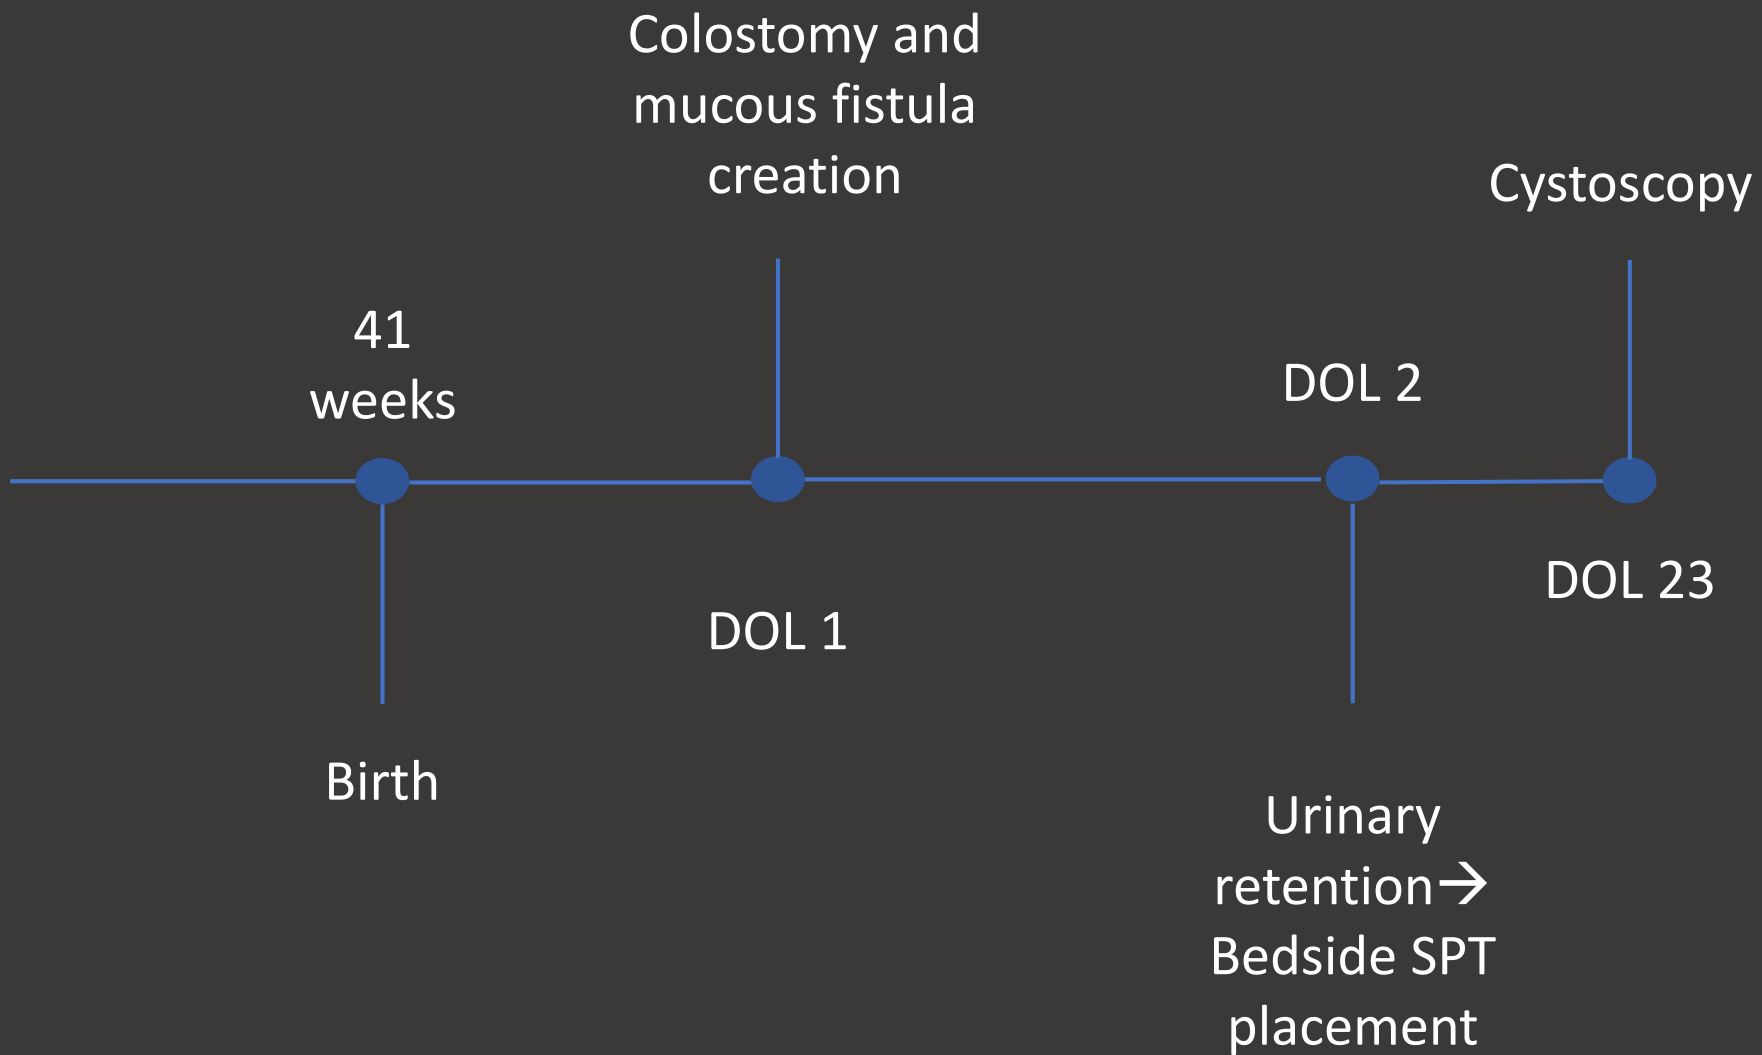 Colostomy and
mucous fistula
creation
Cystoscopy
41
weeks
DOL 2
DOL 23
DOL 1
Birth
Urinary
retention→
Bedside SPT
placement